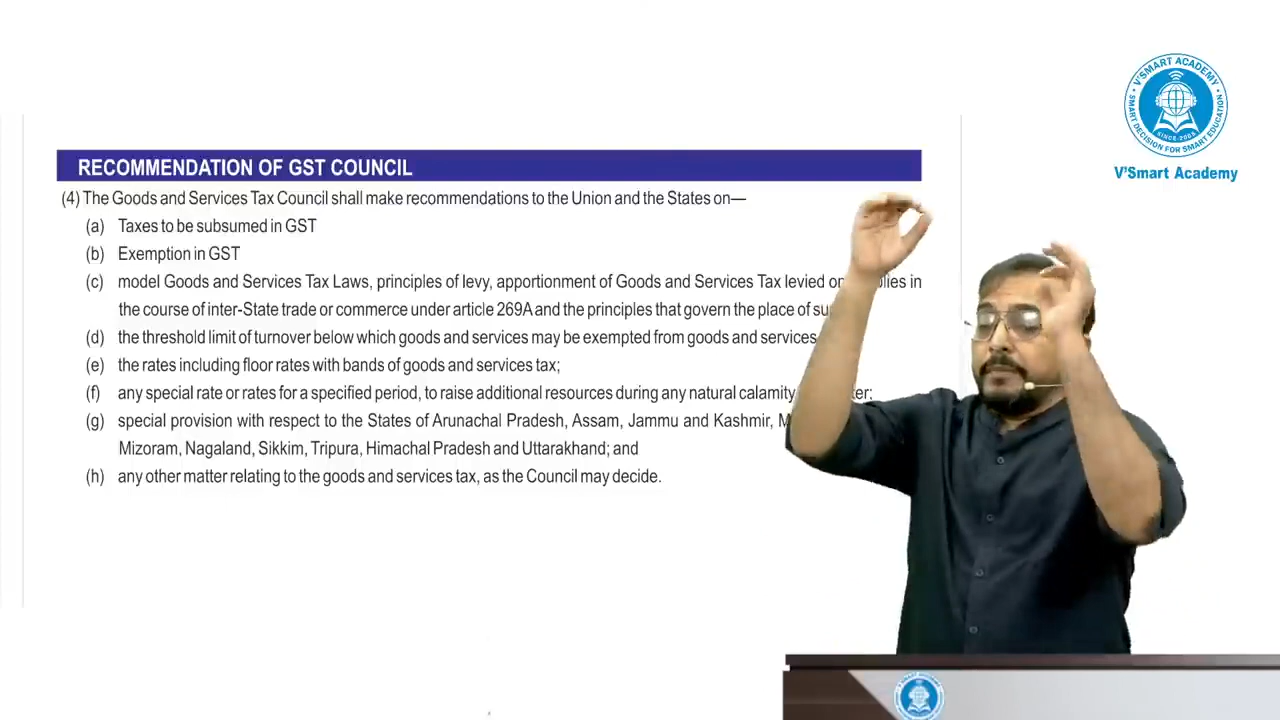 V'SMART ACADEMY
SMART DECISION FOR SMART EDUCATION
SINCE-2008
V'Smart Academy
RECOMMENDATION OF GST COUNCIL
(4) The Goods and Services Tax Council shall make recommendations to the Union and the States on—
(a) Taxes to be subsumed in GST
(b) Exemption in GST
(c) model Goods and Services Tax Laws, principles of levy, apportionment of Goods and Services Tax levied on in
the course of inter-State trade or commerce under article 269A and the principles that govern the place of
(d) the threshold limit of turnover below which goods and services may be exempted from goods and services
(e) the rates including floor rates with bands of goods and services tax;
(f) any special rate or rates for a specified period, to raise additional resources during any natural calamity
(g) special provision with respect to the States of Arunachal Pradesh, Assam, Jammu and Kashmir,
Mizoram, Nagaland, Sikkim, Tripura, Himachal Pradesh and Uttarakhand; and
(h) any other matter relating to the goods and services tax, as the Council may decide.